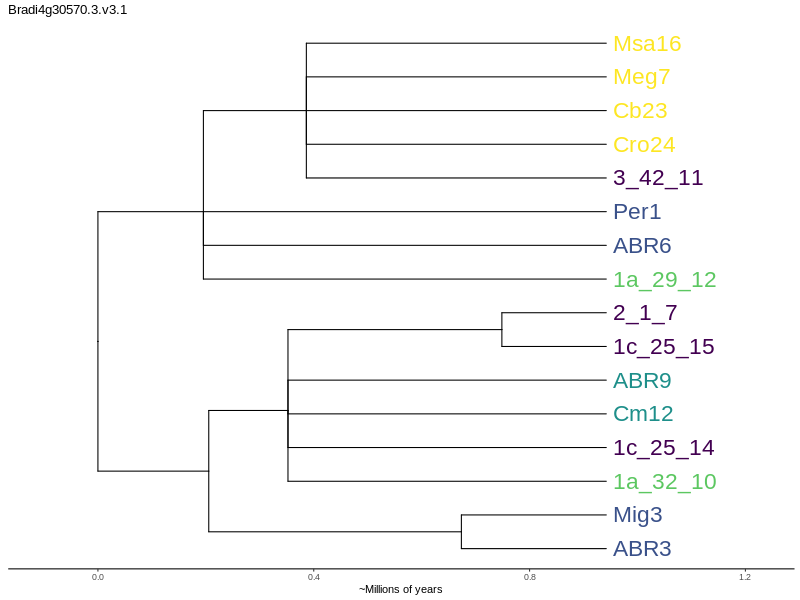 Bradi4g30570.3.v3.1
Msa16
Meg7
Cb23
Cro24
3_42_11
Per1
ABR6
1a_29_12
2_1_7
1c_25_15
ABR9
Cm12
1c_25_14
1a_32_10
Mig3
ABR3
0.0 0.4 0.8 1.2
~Millions of years